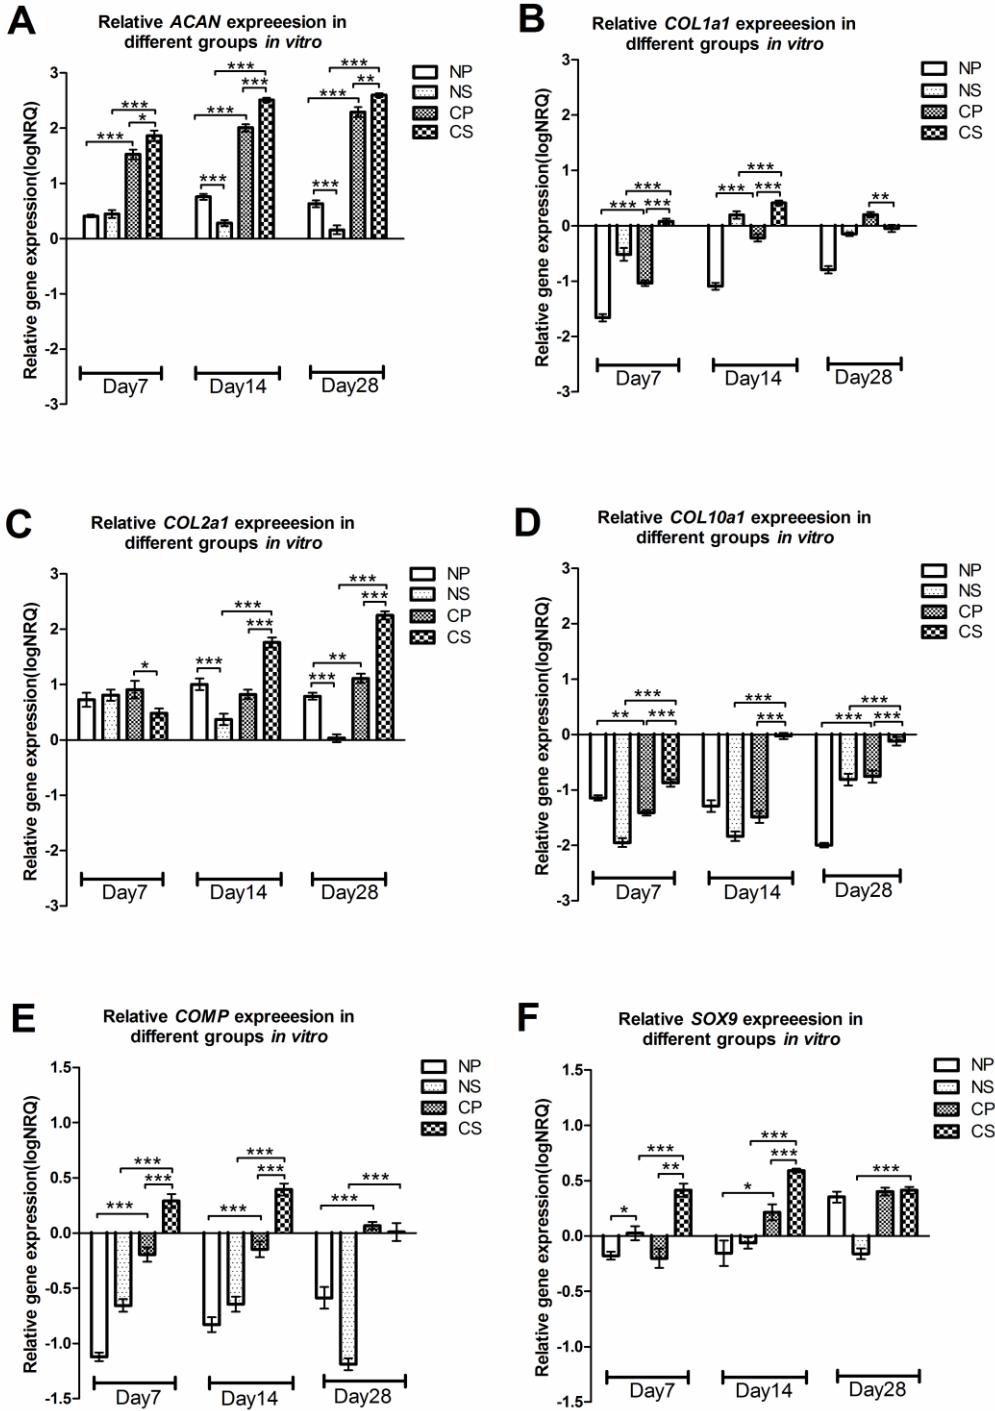 A
Relative ACAN expreeesion in
different groups in vitro
Relative gene expression(logNRQ)
3
2
1
0
-1
-2
-3
*** *** * *** *** *** *** *** *** *** ** ***
Day7 Day14 Day28
NP
NS
CP
CS
B
Relative COL1a1 expreeesion in
dIfferent groups in vitro
Relative gene expression(logNRQ)
3
2
1
0
-1
-2
-3
*** *** *** *** *** *** **
Day7 Day14 Day28
NP
NS
CP
CS
C
Relative COL2a1 expreeesion in
different groups in vitro
Relative gene expression(logNRQ)
3
2
1
0
-1
-2
-3
* *** *** *** *** ** *** ***
Day7 Day14 Day28
NP
NS
CP
CS
D
Relative COL10a1 expreeesion in
different groups in vitro
Relative gene expression(logNRQ)
3
2
1
0
-1
-2
-3
** *** *** *** *** *** *** ***
Day7 Day14 Day28
NP
NS
CP
CS
E
Relative COMP expreeesion in
different groups in vitro
Relative gene expression(logNRQ)
1.5
1.0
0.5
0.0
-0.5
-1.0
-1.5
*** *** *** *** *** *** *** ***
Day7 Day14 Day28
NP
NS
CP
CS
F
Relative SOX9 expreeesion in
different groups in vitro
Relative gene expression(logNRQ)
1.5
1.0
0.5
0.0
-0.5
-1.0
-1.5
* *** ** * *** *** ***
Day7 Day14 Day28
NP
NS
CP
CS